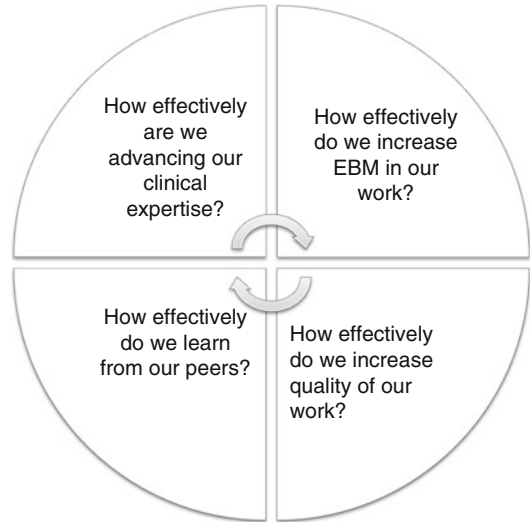 How effectively
are we
advancing our
clinical
expertise?
How effectively
do we increase
EBM in our
work?
How effectively
do we learn
from our peers?
How effectively
do we increase
quality of our
work?